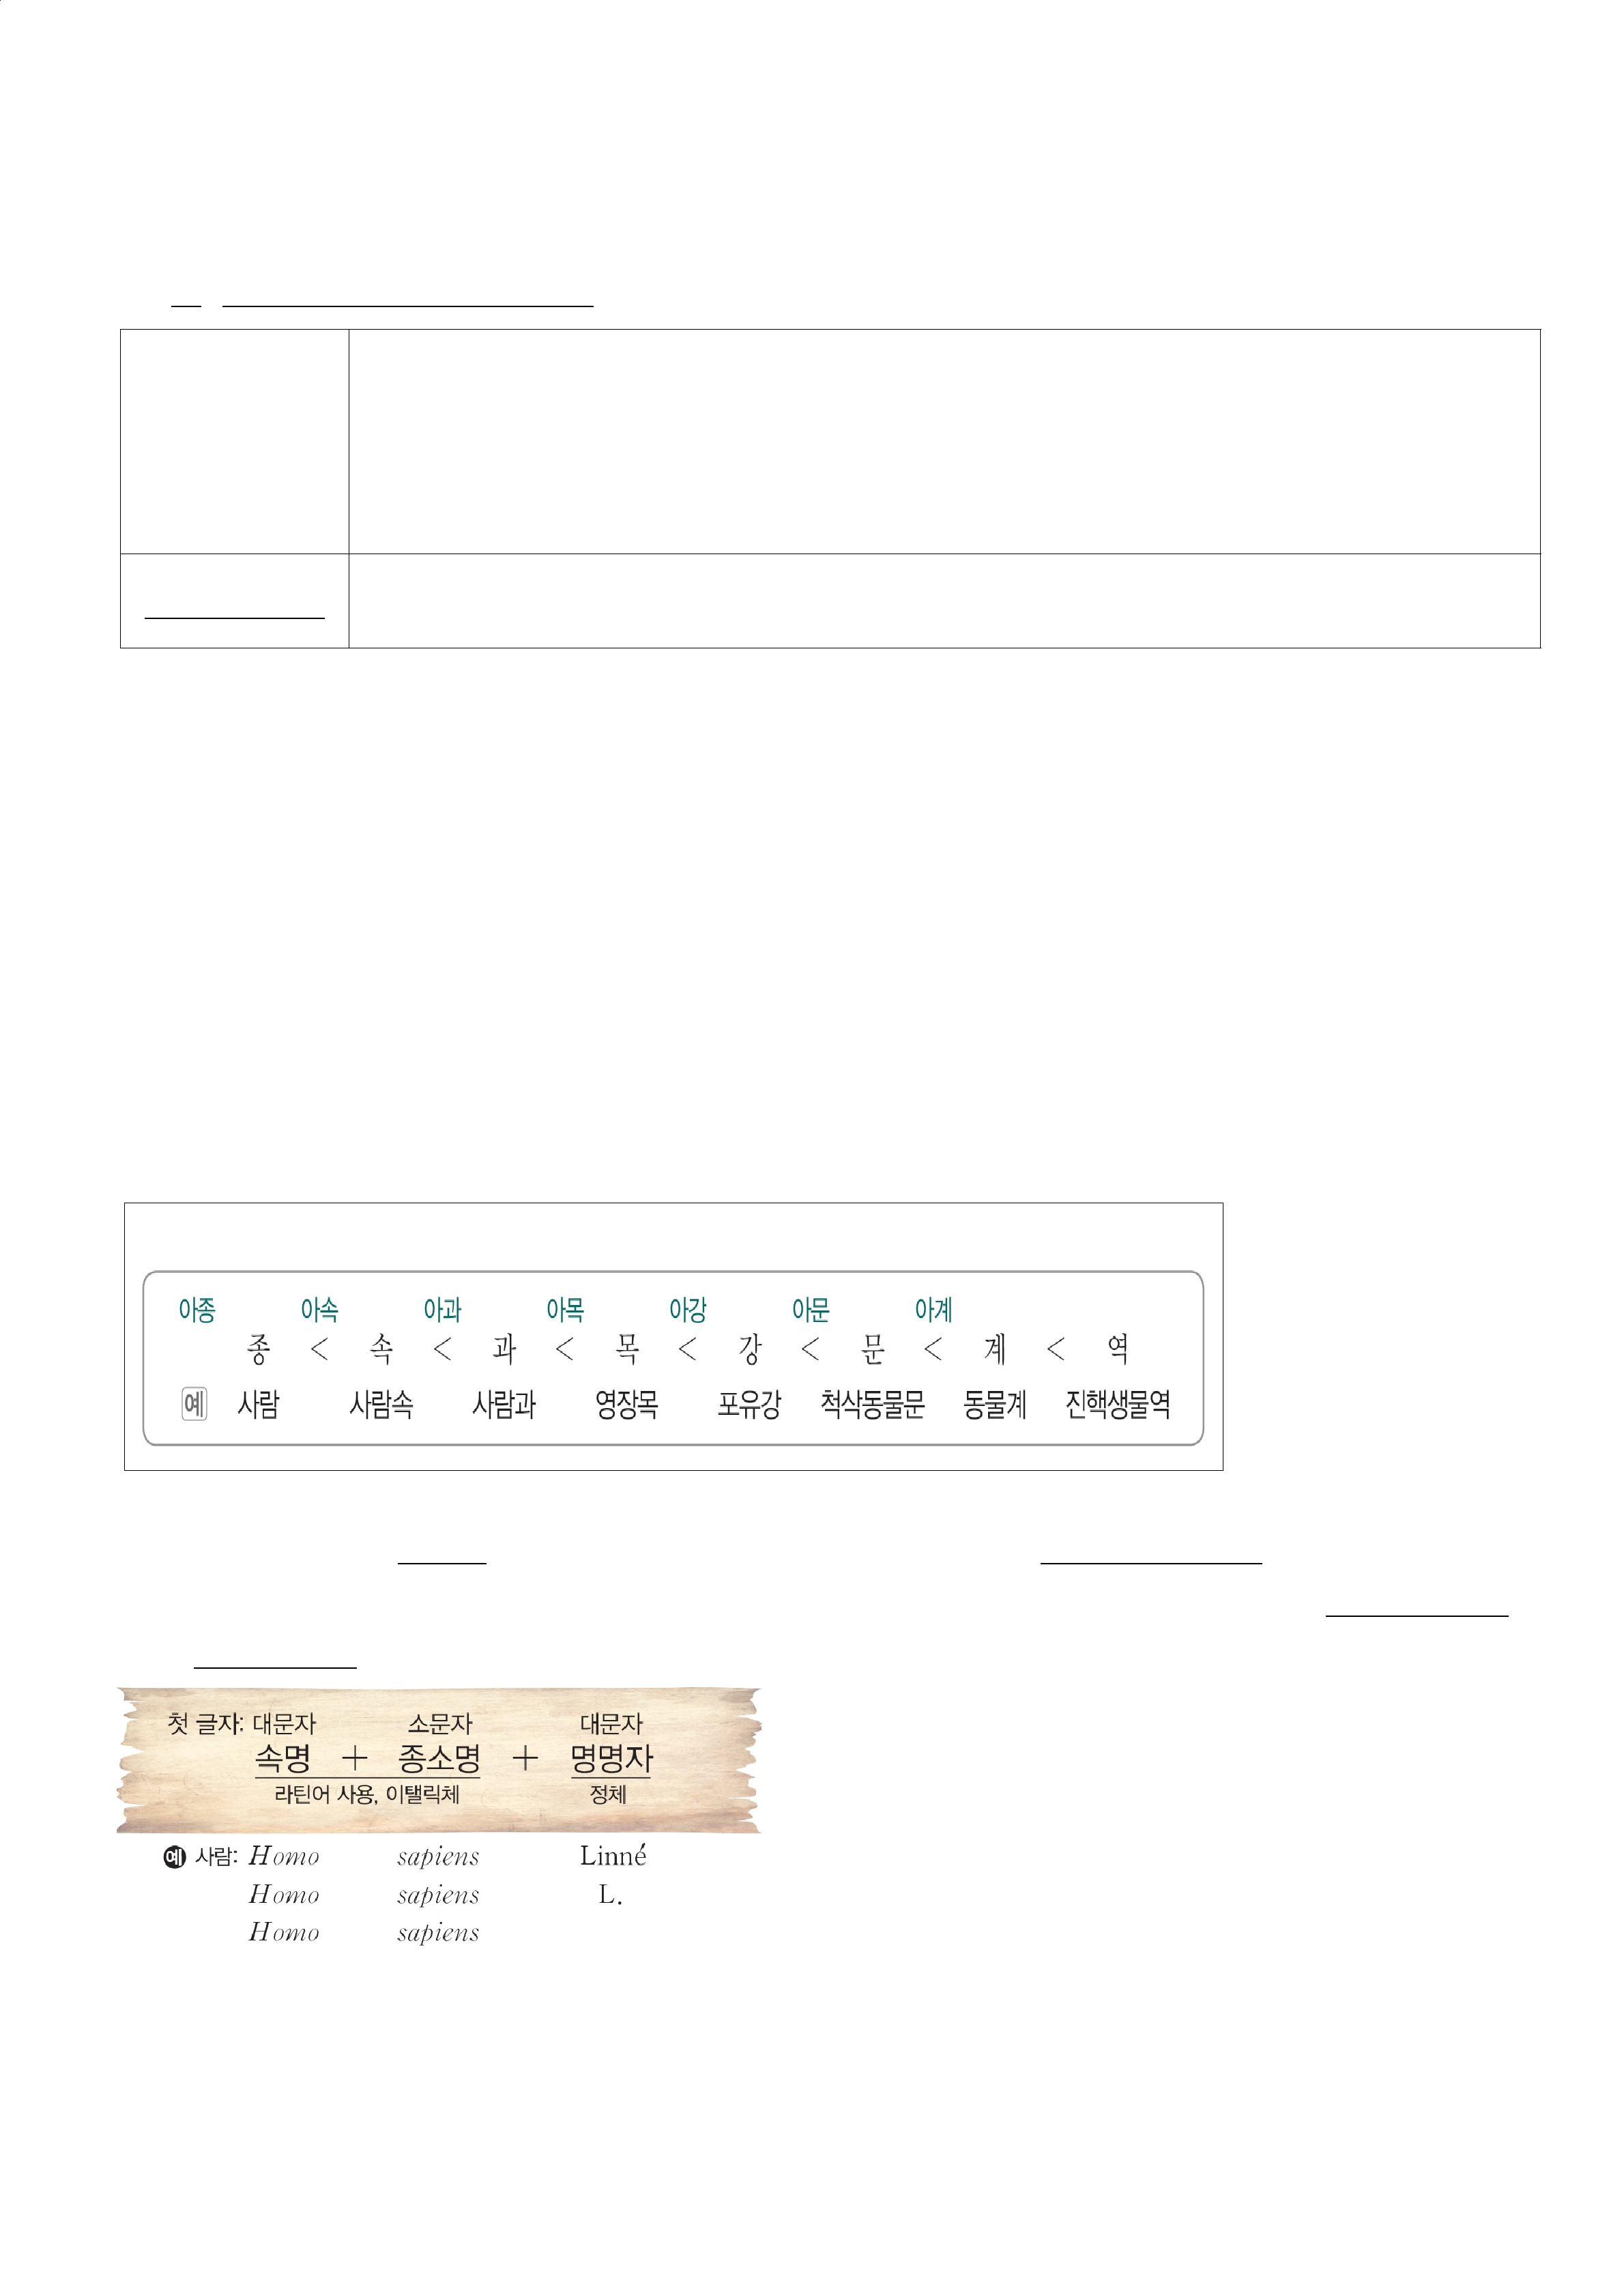 아종 아속 아과 아목 아강 아문 아계
종 < 속 < 과 < 목 < 강 < 문 < 계 < 역
예 사람 사람속 사람과 영장목 포유강 척삭동물문 동물계 진핵생물역
첫 글자: 대문자 소문자 대문자
속명 + 종소명 + 명명자
라틴어 사용, 이탤릭체 정체
예 사람: Homo sapiens Linné
Homo sapiens L.
Homo sapiens